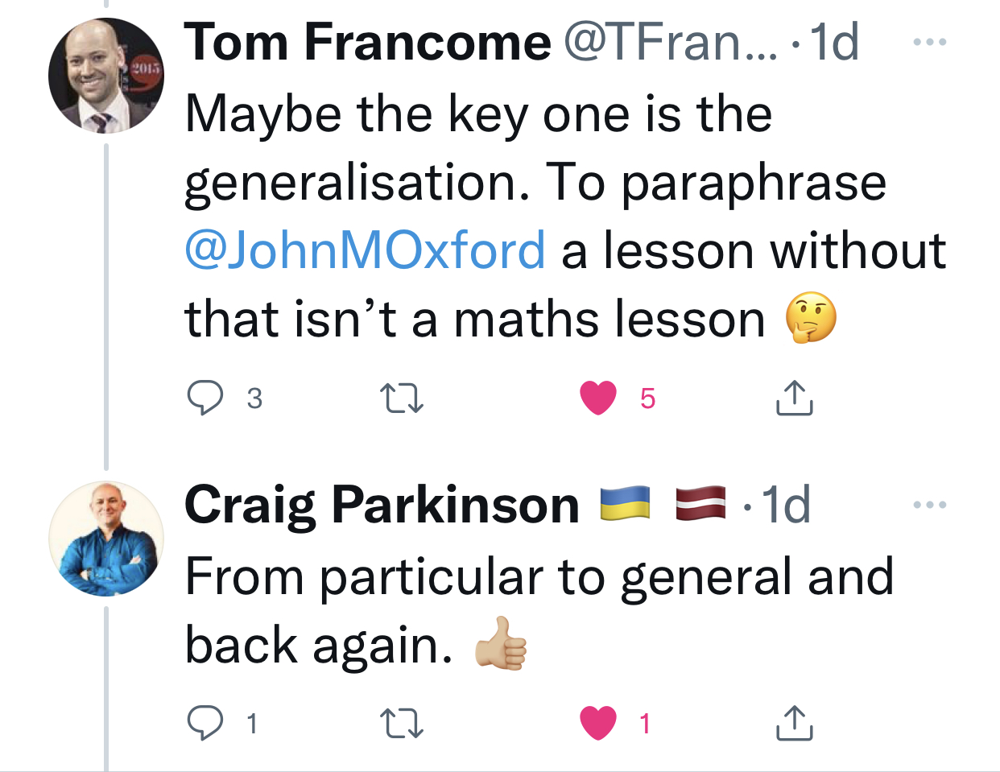 Tom Francome @TFran... · 1d
2015
Maybe the key one is the
generalisation. To paraphrase
@JohnMOxford a lesson without
that isn’t a maths lesson 🤔
3 5
Craig Parkinson 🇺🇦 🇱🇻 · 1d
From particular to general and
back again. 👍🏼
1 1